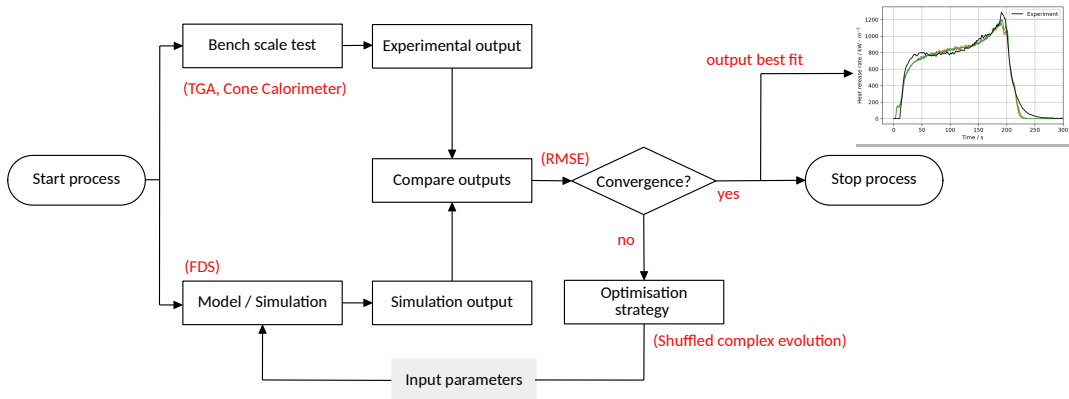 Bench scale test
Experimental output
(TGA, Cone Calorimeter)
output best fit
Experiment
Heat release rate / kW · m⁻²
1200
1000
800
600
400
200
0
0 50 100 150 200 250 300
Time / s
Start process
Compare outputs
(RMSE)
Convergence?
yes
Stop process
no
(FDS)
Model / Simulation
Simulation output
Optimisation
strategy
(Shuffled complex evolution)
Input parameters